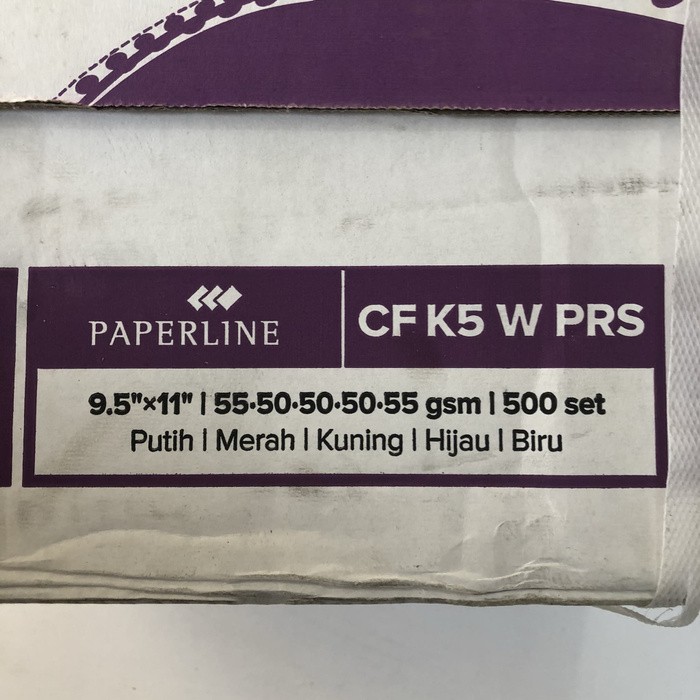 PAPERLINE
CF K5 W PRS
9.5"×11" | 55·50·50·50·55 gsm | 500 set
Putih | Merah | Kuning | Hijau | Biru